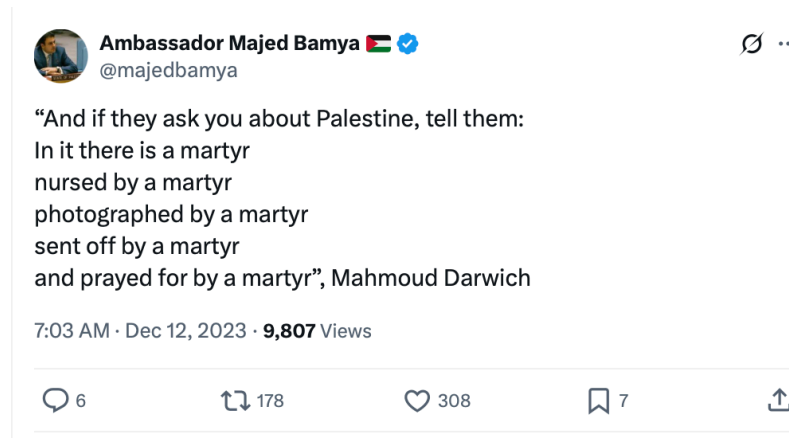 Ambassador Majed Bamya 🇵🇸
@majedbamya
“And if they ask you about Palestine, tell them:
In it there is a martyr
nursed by a martyr
photographed by a martyr
sent off by a martyr
and prayed for by a martyr”, Mahmoud Darwich
7:03 AM · Dec 12, 2023 · 9,807 Views
6 178 308 7